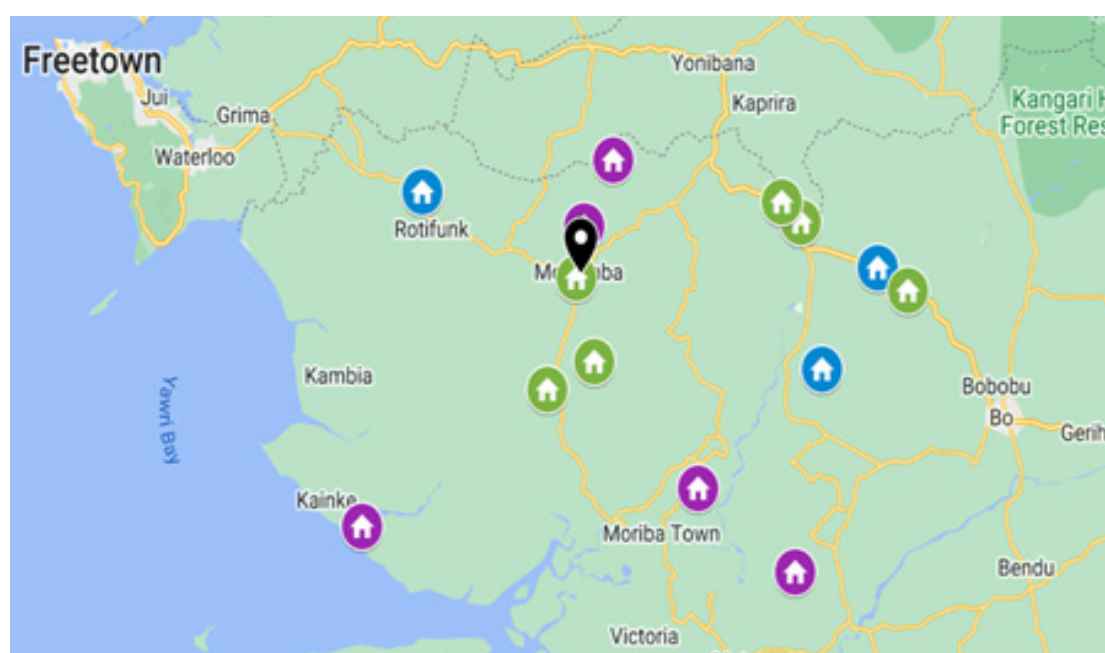 Freetown
Yonibana
Jui
Kaprira
Kangari H
Forest Res
Grima
Waterloo
Rotifunk
Kambia
Bobobu
Bo
Gerih
Yawri Bay
Kainke
Moriba Town
Bendu
Victoria